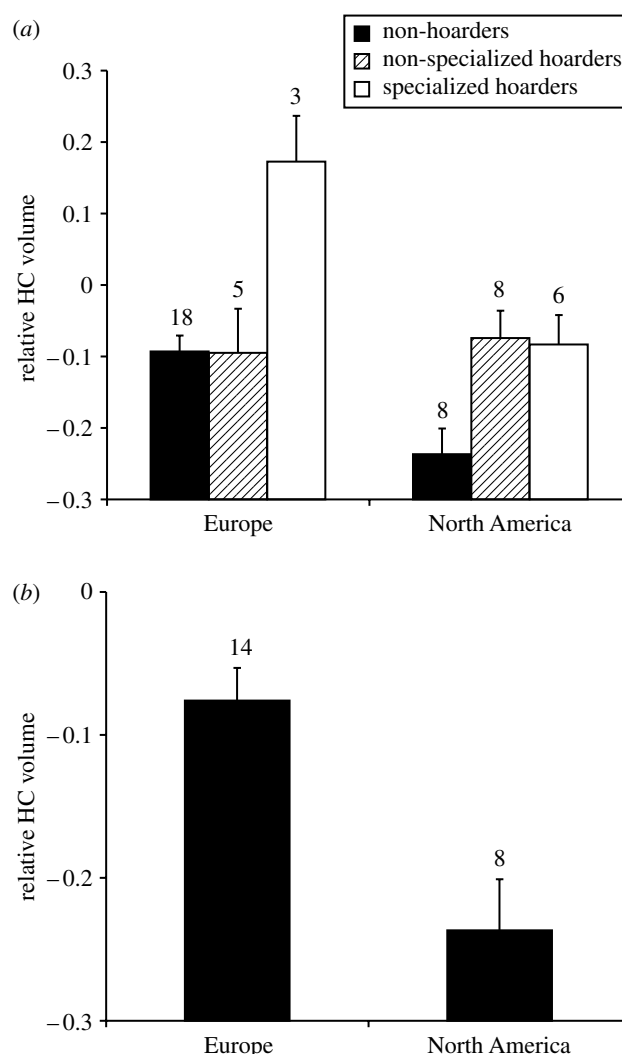 (a)
non-hoarders
non-specialized hoarders
specialized hoarders
0.3
0.2
0.1
0
–0.1
–0.2
–0.3
relative HC volume
18
5
3
8
8
6
Europe
North America
(b)
0
–0.1
–0.2
–0.3
relative HC volume
14
8
Europe
North America